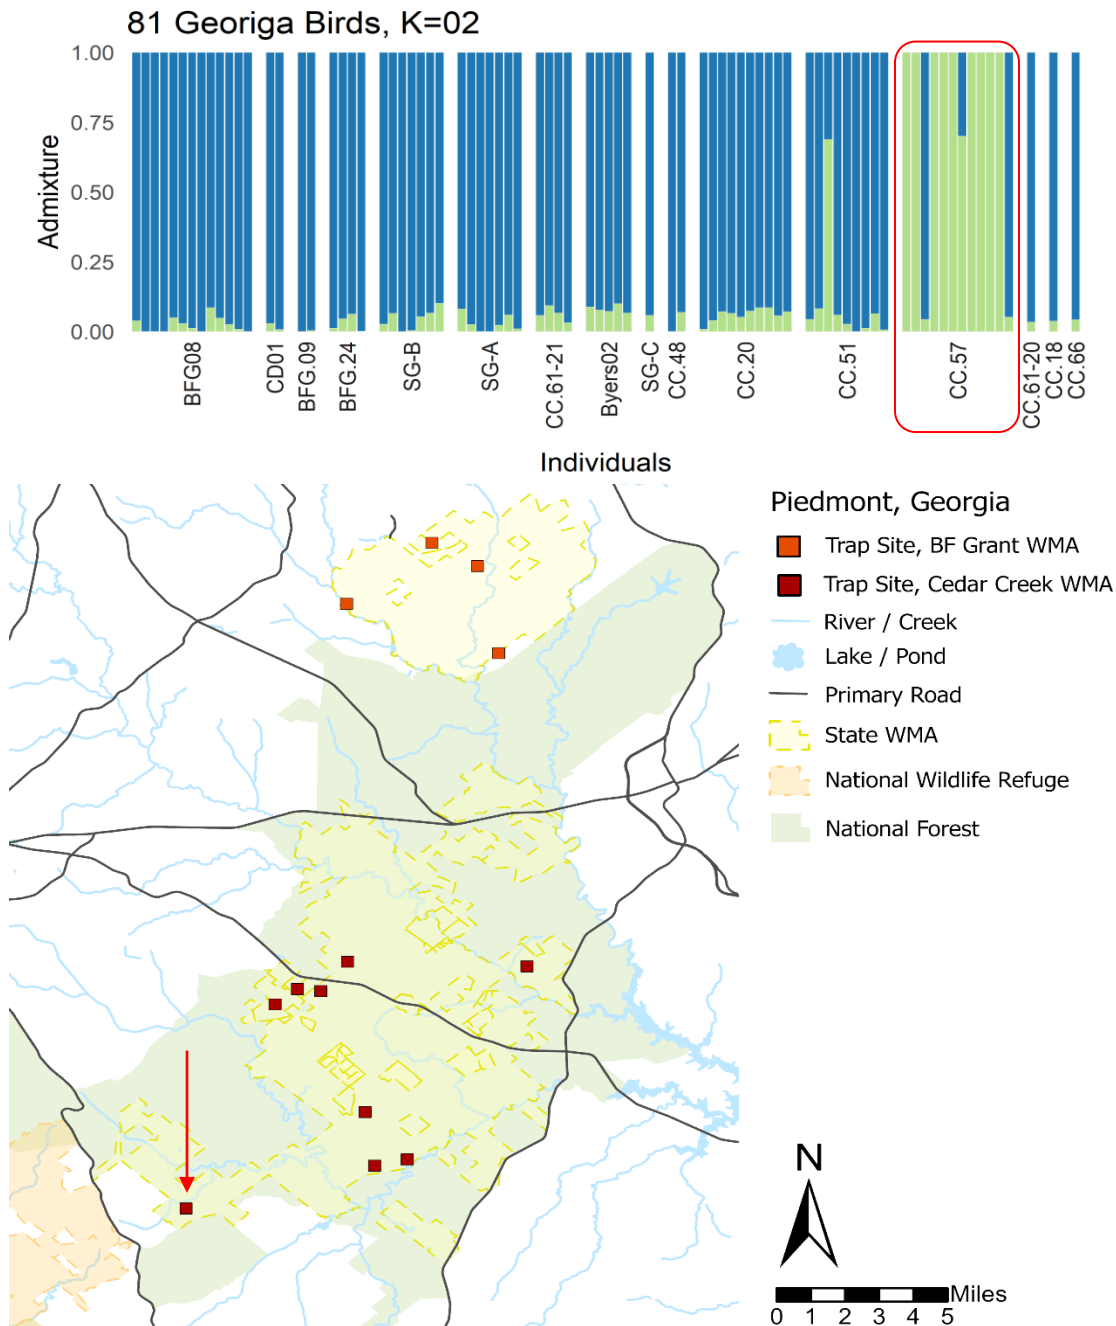 81 Georiga Birds, K=02
Admixture
1.00
0.75
0.50
0.25
0.00
BFG08
CD01
BFG.09
BFG.24
SG-B
SG-A
CC.61-21
Byers02
SG-C
CC.48
CC.20
CC.51
CC.57
CC.61-20
CC.18
CC.66
Individuals
Piedmont, Georgia
Trap Site, BF Grant WMA
Trap Site, Cedar Creek WMA
River / Creek
Lake / Pond
Primary Road
State WMA
National Wildlife Refuge
National Forest
N
Miles
0 1 2 3 4 5